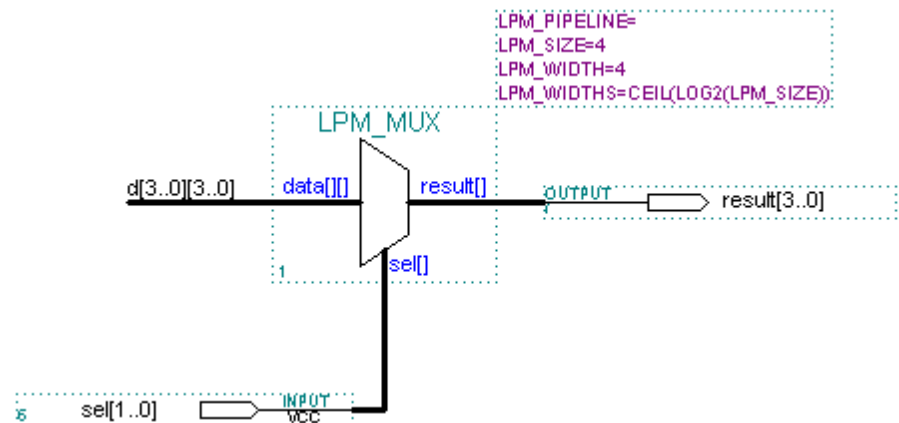 LPM_PIPELINE=
LPM_SIZE=4
LPM_WIDTH=4
LPM_WIDTHS=CEIL(LOG2(LPM_SIZE))
LPM_MUX
d[3..0][3..0]
data[][]
result[]
OUTPUT
result[3..0]
sel[]
1
INPUT
VCC
sel[1..0]